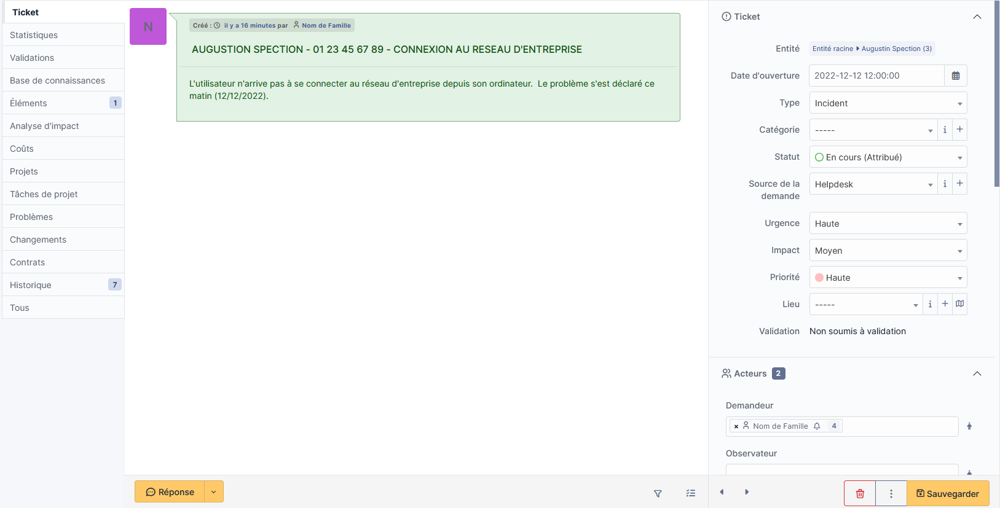 Ticket
Statistiques
Validations
Base de connaissances
Éléments 1
Analyse d'impact
Coûts
Projets
Tâches de projet
Problèmes
Changements
Contrats
Historique 7
Tous
N
Créé : il y a 16 minutes par Nom de Famille
AUGUSTION SPECTION - 01 23 45 67 89 - CONNEXION AU RESEAU D'ENTREPRISE
L'utilisateur n'arrive pas à se connecter au réseau d'entreprise depuis son ordinateur.  Le problème s'est déclaré ce
matin (12/12/2022).
Réponse
Ticket
Entité Entité racine Augustin Spection (3)
Date d'ouverture 2022-12-12 12:00:00
Type Incident
Catégorie -----
Statut En cours (Attribué)
Source de la
demande Helpdesk
Urgence Haute
Impact Moyen
Priorité Haute
Lieu -----
Validation Non soumis à validation
Acteurs 2
Demandeur
Nom de Famille 4
Observateur
Sauvegarder